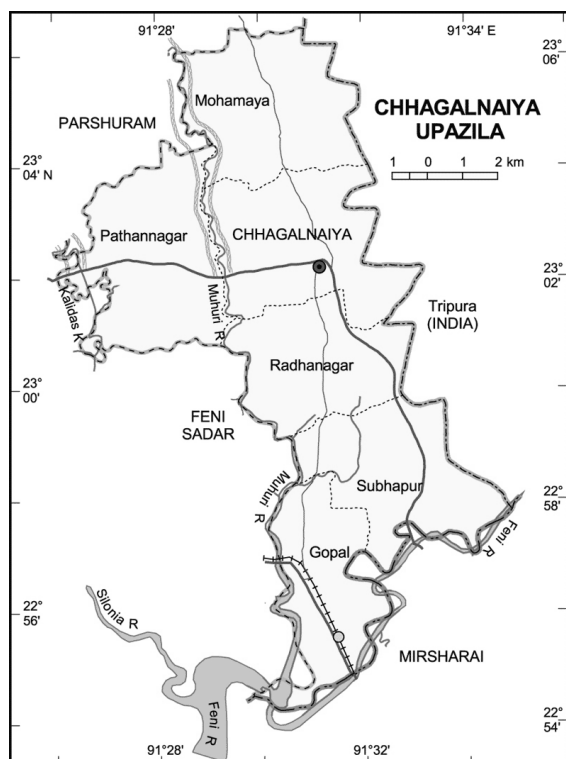 91°28'
91°34' E
23°
06'
Mohamaya
PARSHURAM
CHHAGALNAIYA
UPAZILA
1 0 1 2 km
23°
04' N
Pathannagar
CHHAGALNAIYA
23°
02'
Kalidas K
Muhuri R
Tripura
(INDIA)
Radhanagar
23°
00'
FENI
SADAR
Muhuri R
Subhapur
22°
58'
Feni R
Gopal
22°
56'
Silonia R
MIRSHARAI
Feni R
22°
54'
91°28'
91°32'